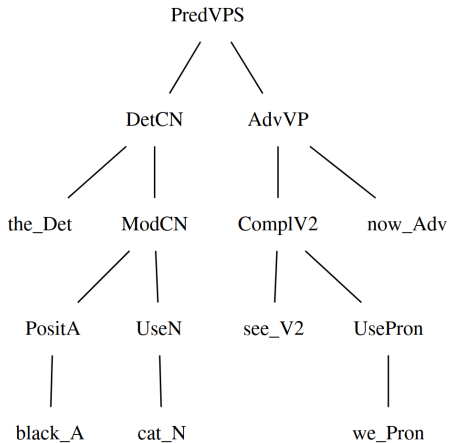 PredVPS
DetCN AdvVP
the_Det ModCN ComplV2 now_Adv
PositA UseN see_V2 UsePron
black_A cat_N we_Pron